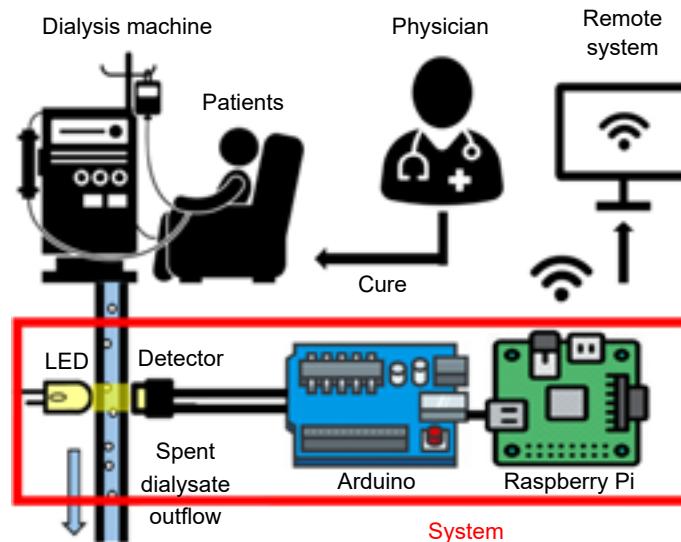 Dialysis machine
Physician
Remote
system
Patients
Cure
LED
Detector
Spent
dialysate
outflow
Arduino
Raspberry Pi
System